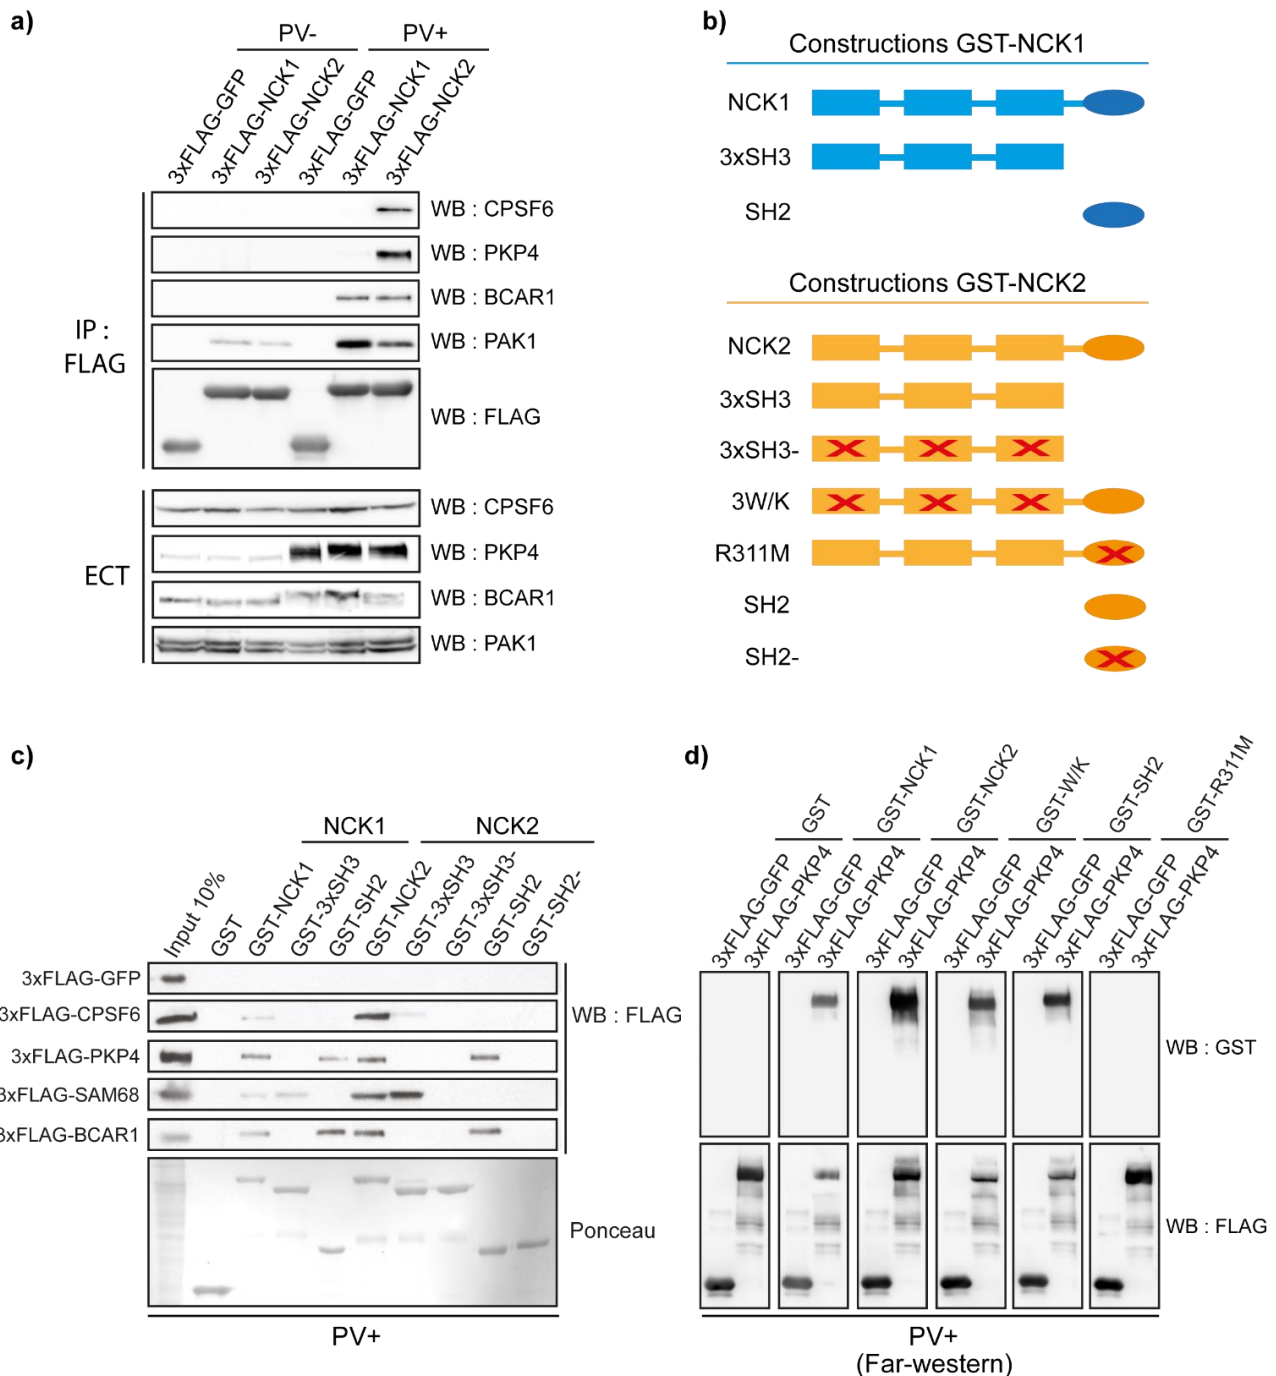 a)
PV-
PV+
3xFLAG-GFP
3xFLAG-NCK1
3xFLAG-NCK2
3xFLAG-GFP
3xFLAG-NCK1
3xFLAG-NCK2
IP :
FLAG
WB : CPSF6
WB : PKP4
WB : BCAR1
WB : PAK1
WB : FLAG
ECT
WB : CPSF6
WB : PKP4
WB : BCAR1
WB : PAK1
b)
Constructions GST-NCK1
NCK1
3xSH3
SH2
Constructions GST-NCK2
NCK2
3xSH3
3xSH3-
3W/K
R311M
SH2
SH2-
c)
NCK1
NCK2
Input 10%
GST
GST-NCK1
GST-3xSH3
GST-SH2
GST-NCK2
GST-3xSH3
GST-3xSH3-
GST-SH2
GST-SH2-
3xFLAG-GFP
3xFLAG-CPSF6
3xFLAG-PKP4
3xFLAG-SAM68
3xFLAG-BCAR1
WB : FLAG
Ponceau
PV+
d)
GST
GST-NCK1
GST-NCK2
GST-W/K
GST-SH2
GST-R311M
3xFLAG-GFP
3xFLAG-PKP4
3xFLAG-GFP
3xFLAG-PKP4
3xFLAG-GFP
3xFLAG-PKP4
3xFLAG-GFP
3xFLAG-PKP4
3xFLAG-GFP
3xFLAG-PKP4
3xFLAG-GFP
3xFLAG-PKP4
WB : GST
WB : FLAG
PV+
(Far-western)